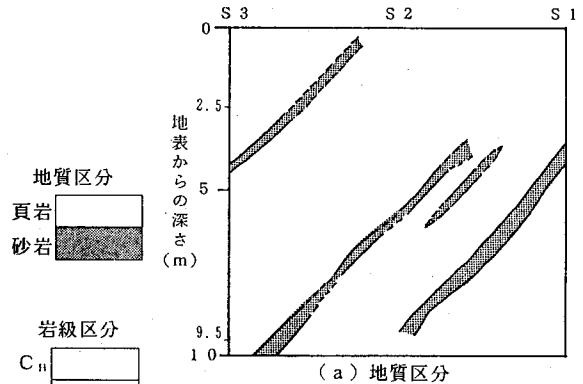 S 3
S 2
S 1
0
2.5
5
9.5
1 0
地表からの深さ
(m)
地質区分
頁岩
砂岩
岩級区分
C_H
(a) 地質区分